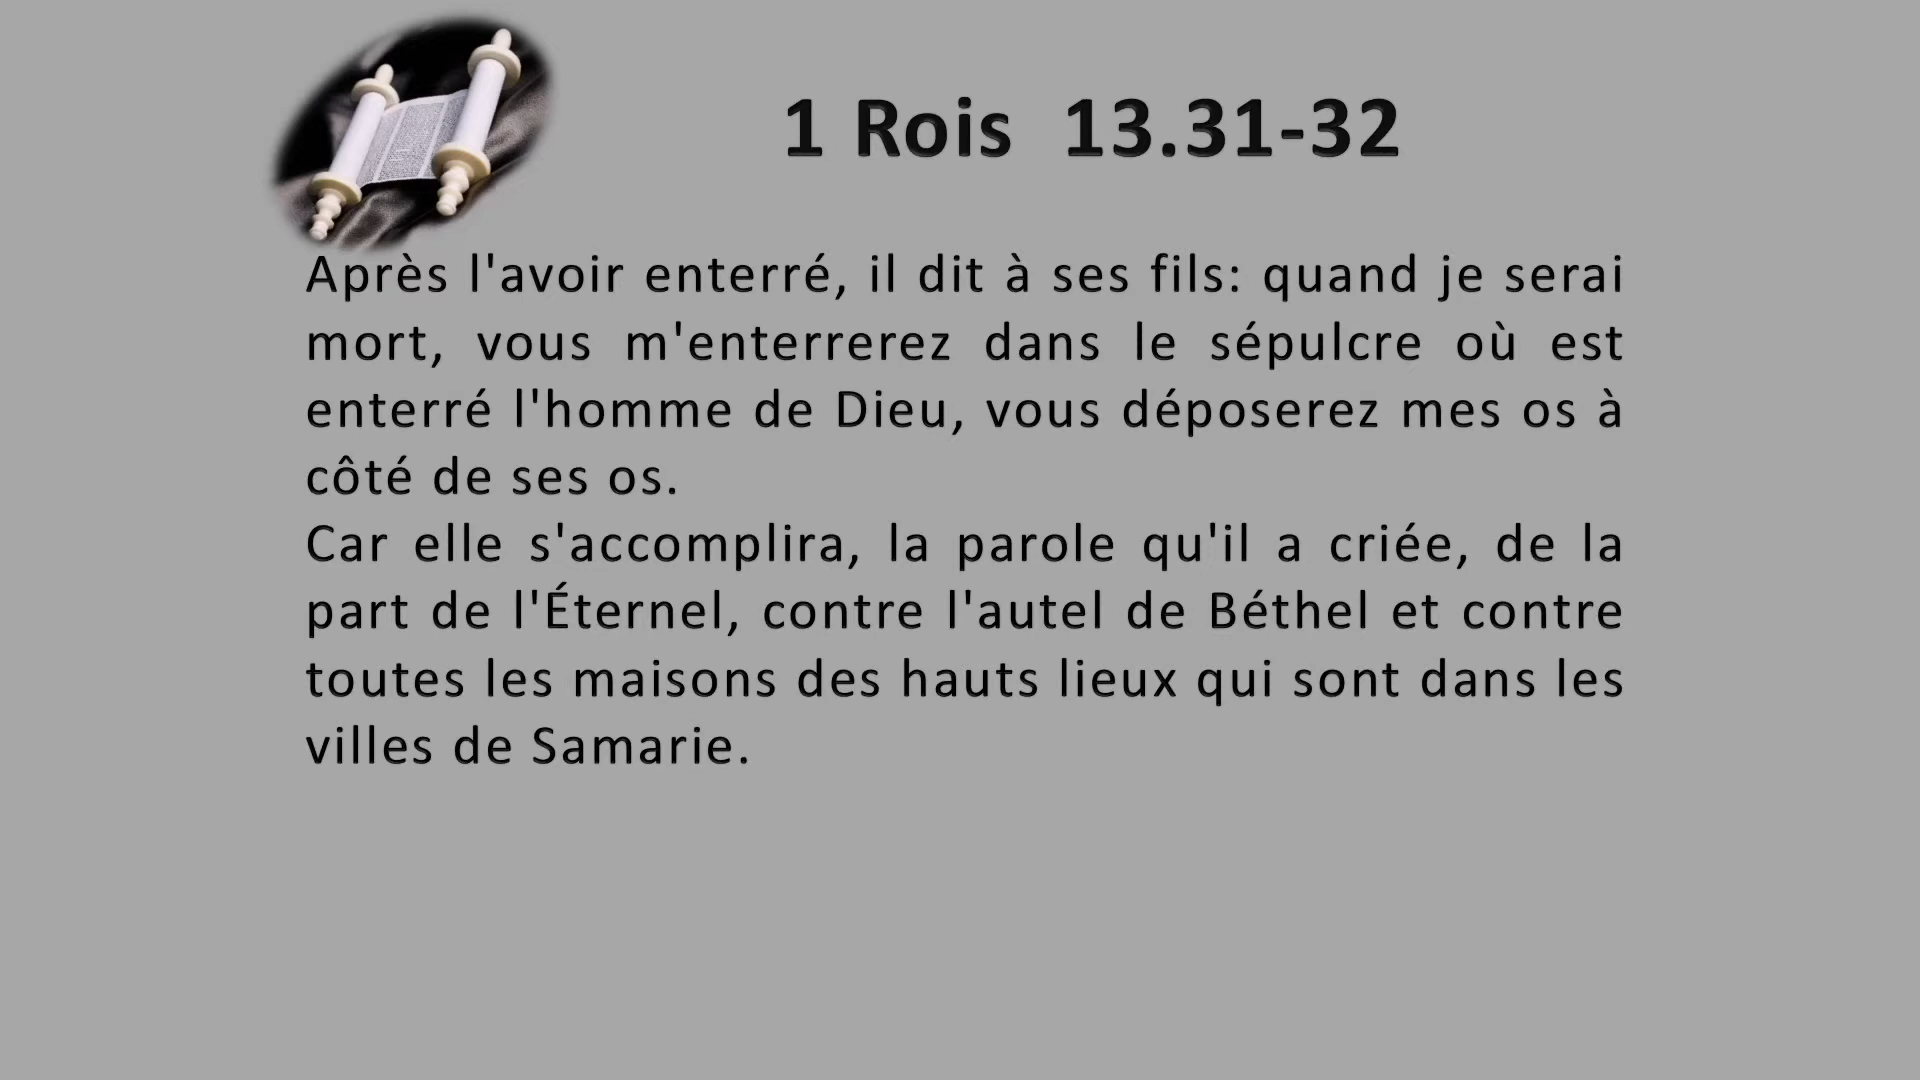 1 Rois 13.31-32
Après l'avoir enterré, il dit à ses fils: quand je serai
mort, vous m'enterrerez dans le sépulcre où est
enterré l'homme de Dieu, vous déposerez mes os à
côté de ses os.
Car elle s'accomplira, la parole qu'il a criée, de la
part de l'Éternel, contre l'autel de Béthel et contre
toutes les maisons des hauts lieux qui sont dans les
villes de Samarie.